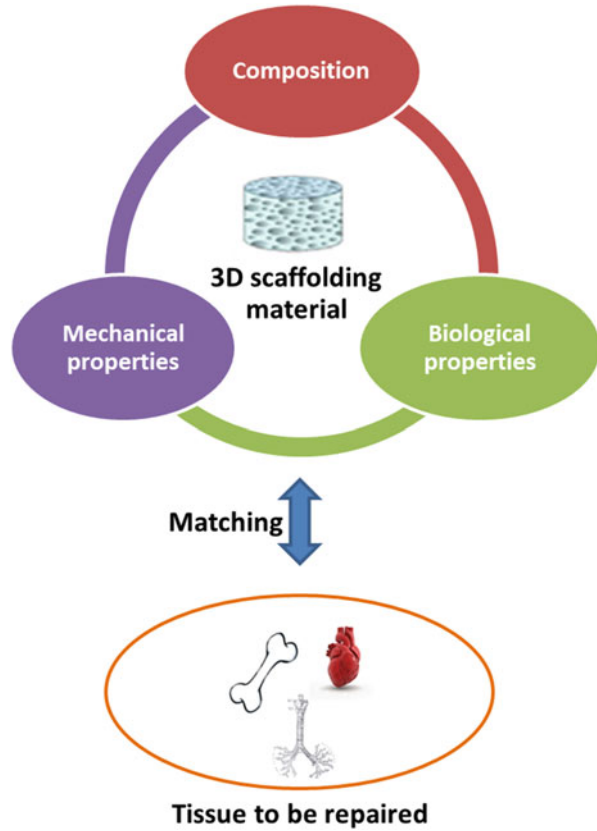 Composition
3D scaffolding
material
Mechanical
properties
Biological
properties
Matching
Tissue to be repaired